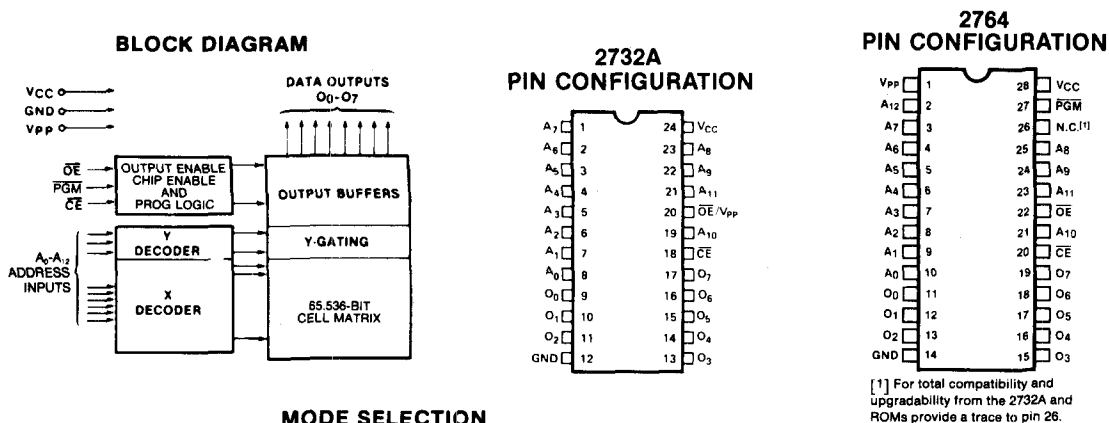 BLOCK DIAGRAM
VCC
GND
VPP
DATA OUTPUTS
O0-O7
OE
PGM
CE
OUTPUT ENABLE
CHIP ENABLE
AND
PROG LOGIC
OUTPUT BUFFERS
A0-A12
ADDRESS
INPUTS
Y
DECODER
Y-GATING
X
DECODER
65.536-BIT
CELL MATRIX
2732A
PIN CONFIGURATION
A7 1 24 VCC
A6 2 23 A8
A5 3 22 A9
A4 4 21 A11
A3 5 20 OE/VPP
A2 6 19 A10
A1 7 18 CE
A0 8 17 O7
O0 9 16 O6
O1 10 15 O5
O2 11 14 O4
GND 12 13 O3
2764
PIN CONFIGURATION
VPP 1 28 VCC
A12 2 27 PGM
A7 3 26 N.C.[1]
A6 4 25 A8
A5 5 24 A9
A4 6 23 A11
A3 7 22 OE
A2 8 21 A10
A1 9 20 CE
A0 10 19 O7
O0 11 18 O6
O1 12 17 O5
O2 13 16 O4
GND 14 15 O3
[1] For total compatibility and
upgradability from the 2732A and
ROMs provide a trace to pin 26.
MODE SELECTION